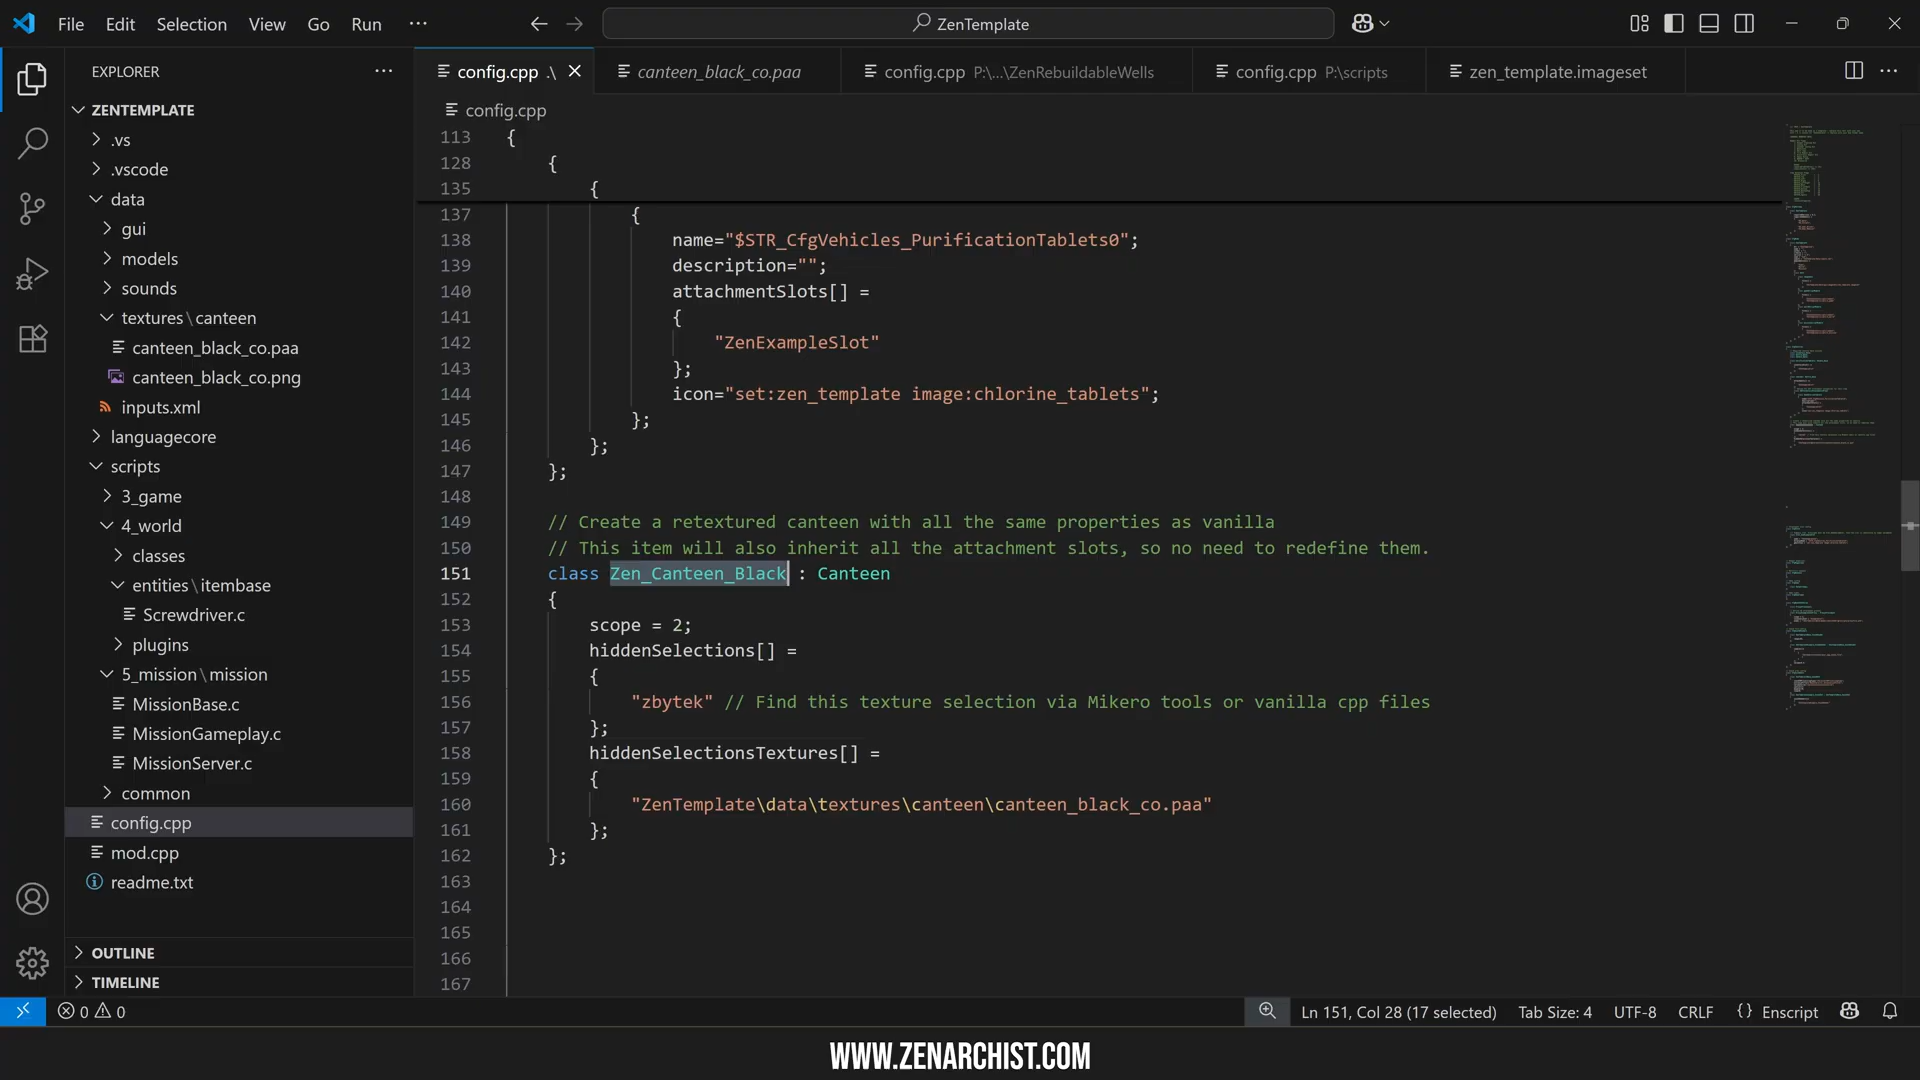 File Edit Selection View Go Run ···
ZenTemplate
EXPLORER
config.cpp .\
canteen_black_co.paa
config.cpp P:\...\ZenRebuildableWells
config.cpp P:\scripts
zen_template.imageset
ZENTEMPLATE
.vs
.vscode
data
gui
models
sounds
textures\canteen
canteen_black_co.paa
canteen_black_co.png
inputs.xml
languagecore
scripts
3_game
4_world
classes
entities\itembase
Screwdriver.c
plugins
5_mission\mission
MissionBase.c
MissionGameplay.c
MissionServer.c
common
config.cpp
mod.cpp
readme.txt
OUTLINE
TIMELINE
config.cpp
113 {
128 {
135 {
137 {
138 name="$STR_CfgVehicles_PurificationTablets0";
139 description="";
140 attachmentSlots[] =
141 {
142 "ZenExampleSlot"
143 };
144 icon="set:zen_template image:chlorine_tablets";
145 };
146 };
147 };
148
149 // Create a retextured canteen with all the same properties as vanilla
150 // This item will also inherit all the attachment slots, so no need to redefine them.
151 class Zen_Canteen_Black : Canteen
152 {
153 scope = 2;
154 hiddenSelections[] =
155 {
156 "zbytek" // Find this texture selection via Mikero tools or vanilla cpp files
157 };
158 hiddenSelectionsTextures[] =
159 {
160 "ZenTemplate\data\textures\canteen\canteen_black_co.paa"
161 };
162 };
163
164
165
166
167
0 0
Ln 151, Col 28 (17 selected) Tab Size: 4 UTF-8 CRLF {} Enscript
WWW.ZENARCHIST.COM